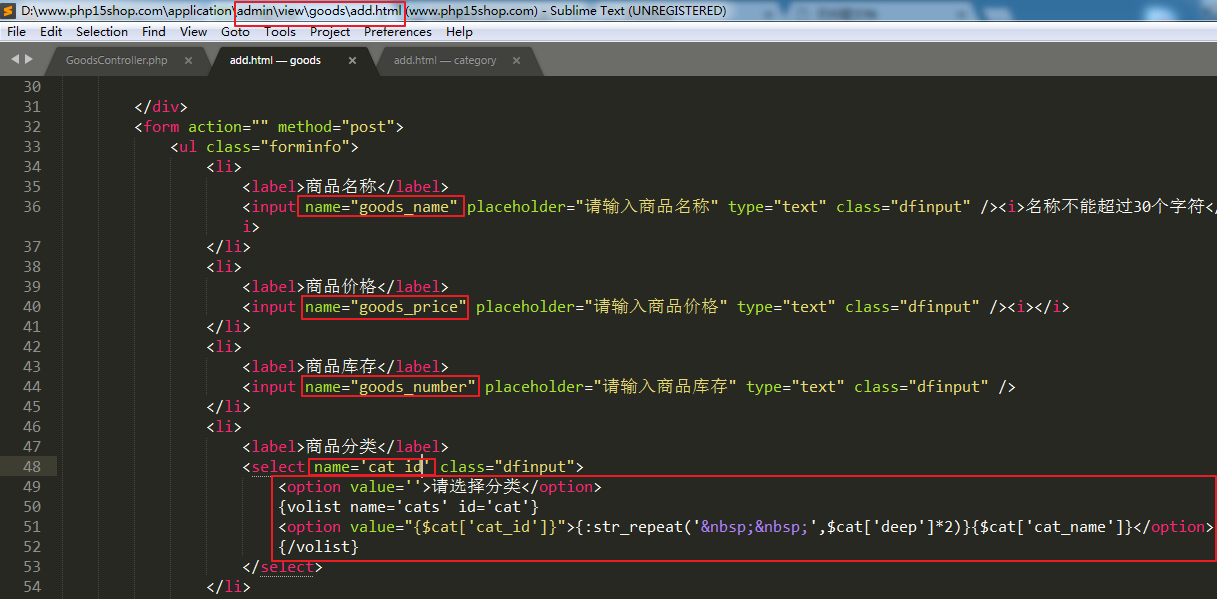 D:\www.php15shop.com\application\admin\view\goods\add.html (www.php15shop.com) - Sublime Text (UNREGISTERED)
File Edit Selection Find View Goto Tools Project Preferences Help
GoodsController.php × add.html — goods × add.html — category ×
30
31 </div>
32 <form action="" method="post">
33 <ul class="forminfo">
34 <li>
35 <label>商品名称</label>
36 <input name="goods_name" placeholder="请输入商品名称" type="text" class="dfinput" /><i>名称不能超过30个字符</
i>
37 </li>
38 <li>
39 <label>商品价格</label>
40 <input name="goods_price" placeholder="请输入商品价格" type="text" class="dfinput" /><i></i>
41 </li>
42 <li>
43 <label>商品库存</label>
44 <input name="goods_number" placeholder="请输入商品库存" type="text" class="dfinput" />
45 </li>
46 <li>
47 <label>商品分类</label>
48 <select name='cat_id' class="dfinput">
49 <option value=''>请选择分类</option>
50 {volist name='cats' id='cat'}
51 <option value="{$cat['cat_id']}">{:str_repeat('&nbsp;&nbsp;',$cat['deep']*2)}{$cat['cat_name']}</option>
52 {/volist}
53 </select>
54 </li>